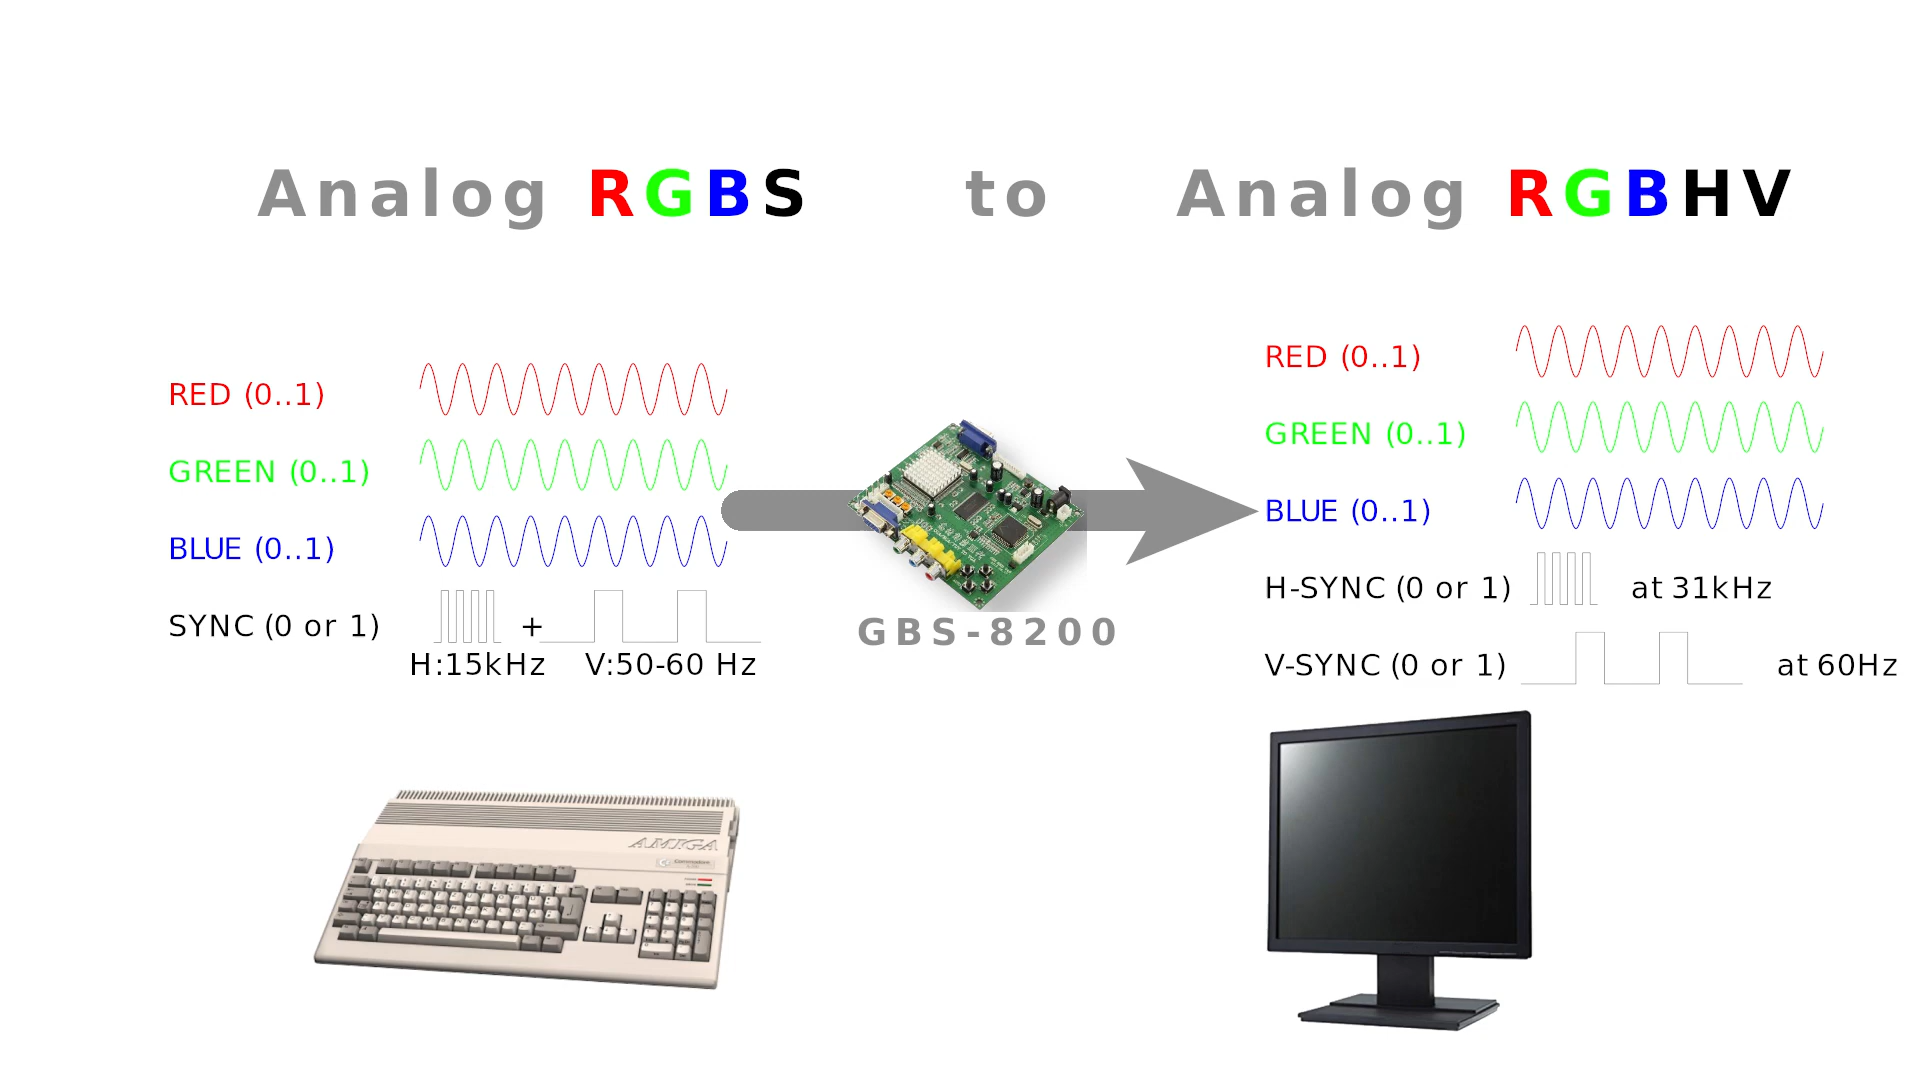 Analog RGBS to Analog RGBHV
RED (0..1)
GREEN (0..1)
BLUE (0..1)
SYNC (0 or 1) +
H:15kHz V:50-60 Hz
GBS-8200
RED (0..1)
GREEN (0..1)
BLUE (0..1)
H-SYNC (0 or 1) at 31kHz
V-SYNC (0 or 1) at 60Hz
AMIGA
Commodore